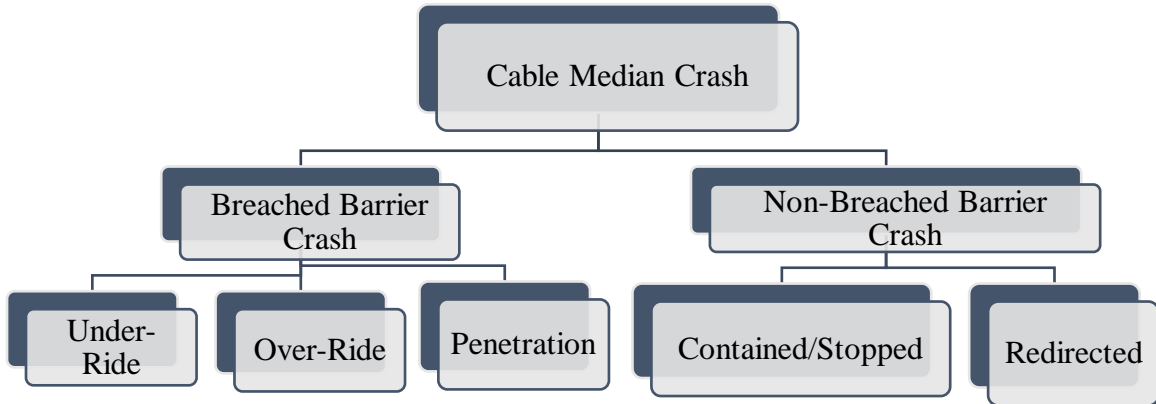 Cable Median Crash
Breached Barrier
Crash
Non-Breached Barrier
Crash
Under-
Ride
Over-Ride
Penetration
Contained/Stopped
Redirected